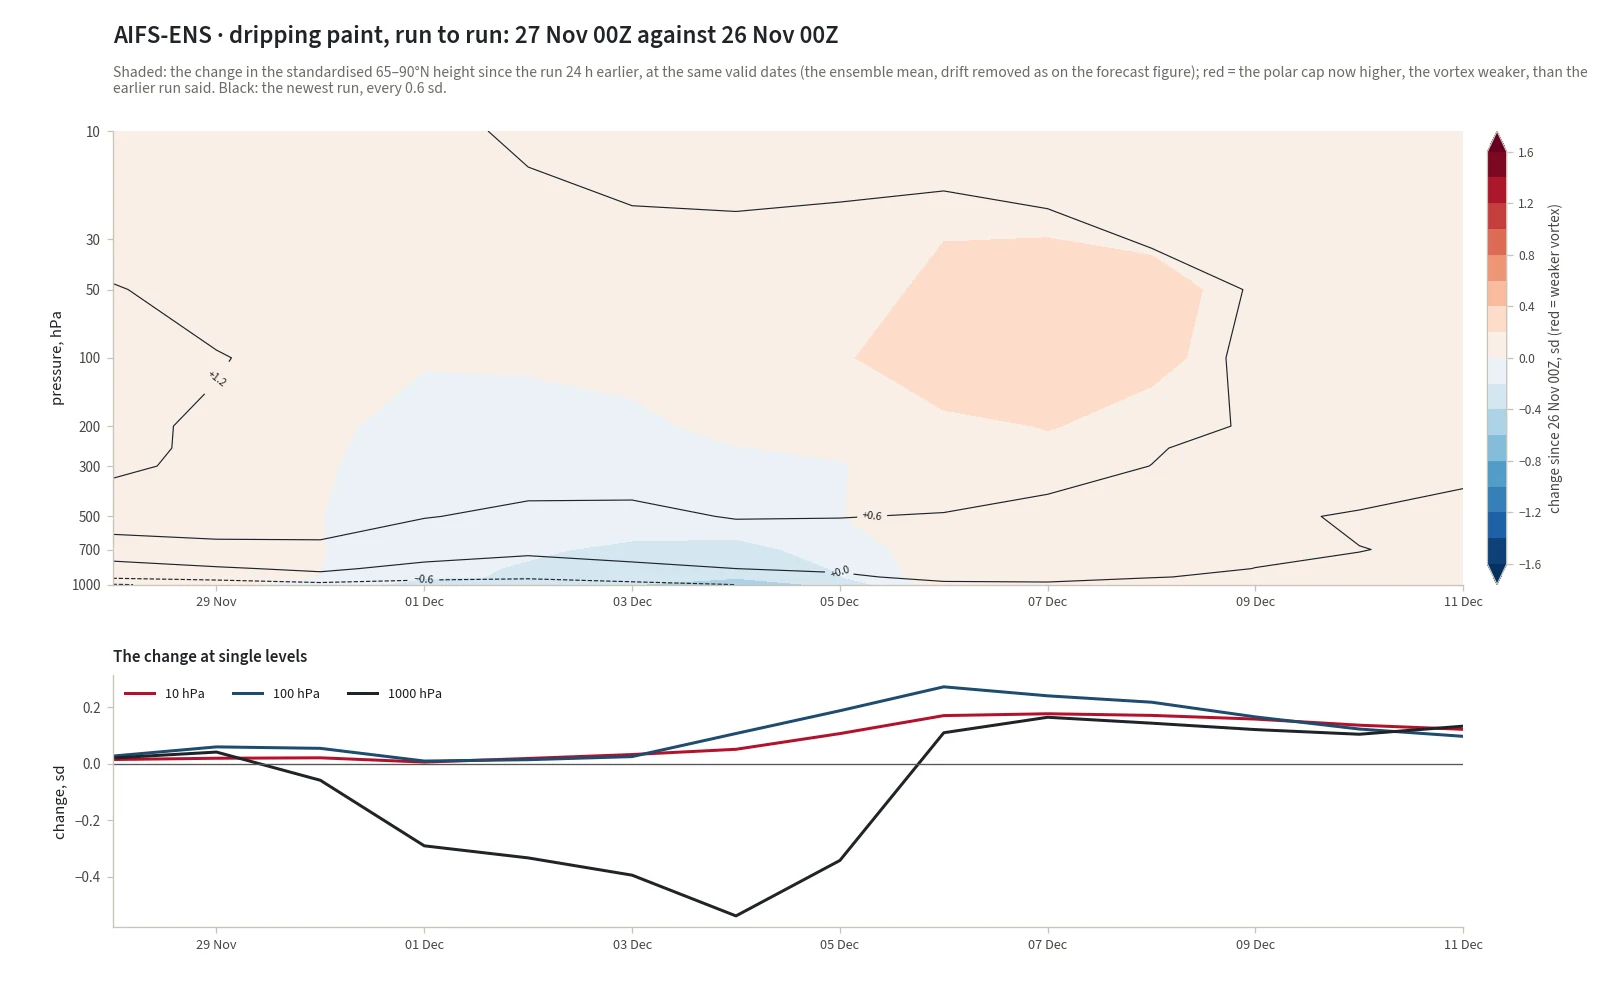 AIFS-ENS · dripping paint, run to run: 27 Nov 00Z against 26 Nov 00Z
Shaded: the change in the standardised 65–90°N height since the run 24 h earlier, at the same valid dates (the ensemble mean, drift removed as on the forecast figure); red = the polar cap now higher, the vortex weaker, than the
earlier run said. Black: the newest run, every 0.6 sd.
pressure, hPa
10
30
50
100
200
300
500
700
1000
+1.2
+0.6
+0.0
−0.6
29 Nov
01 Dec
03 Dec
05 Dec
07 Dec
09 Dec
11 Dec
1.6
1.2
0.8
0.4
0.0
−0.4
−0.8
−1.2
−1.6
change since 26 Nov 00Z, sd (red = weaker vortex)
The change at single levels
10 hPa
100 hPa
1000 hPa
change, sd
0.2
0.0
−0.2
−0.4
29 Nov
01 Dec
03 Dec
05 Dec
07 Dec
09 Dec
11 Dec